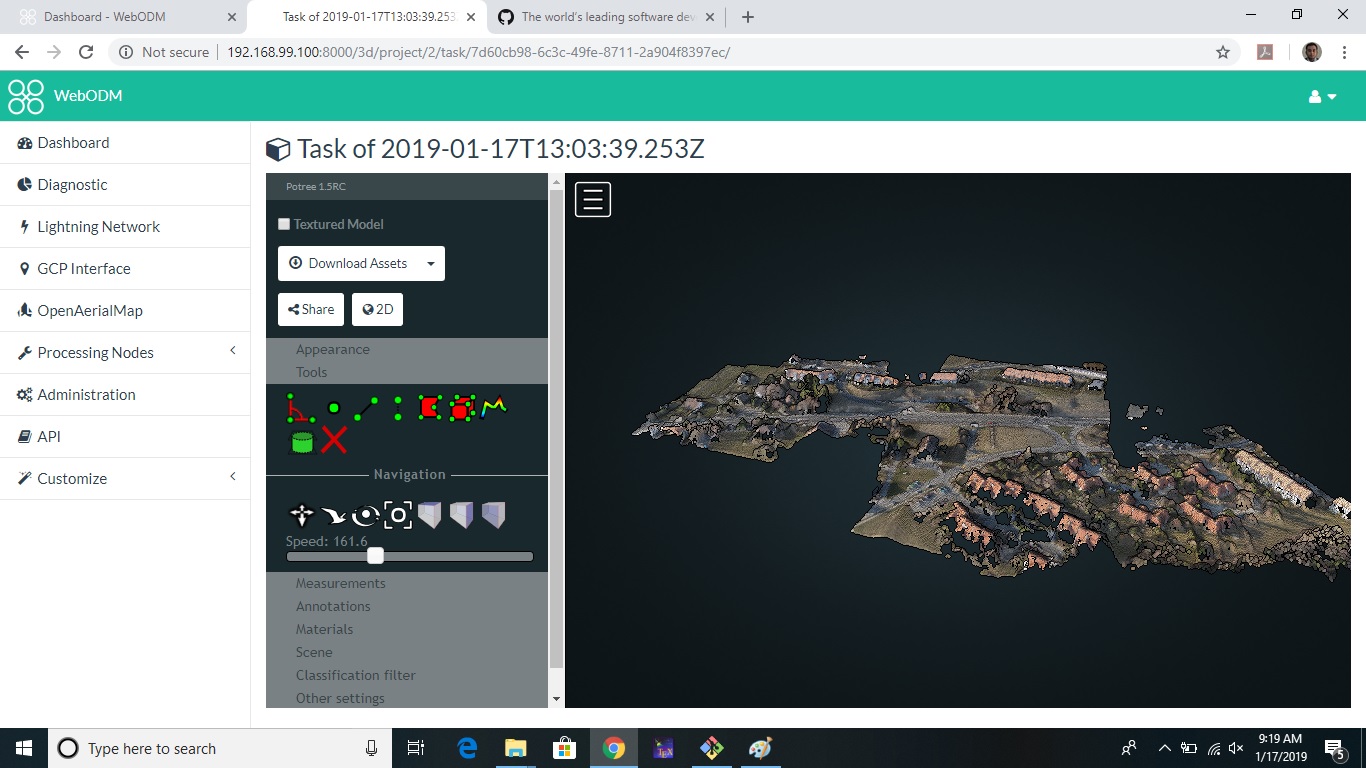 Dashboard - WebODM
Task of 2019-01-17T13:03:39.253
The world's leading software dev
Not secure
192.168.99.100:8000/3d/project/2/task/7d60cb98-6c3c-49fe-8711-2a904f8397ec/
WebODM
Dashboard
Diagnostic
Lightning Network
GCP Interface
OpenAerialMap
Processing Nodes
Administration
API
Customize
Task of 2019-01-17T13:03:39.253Z
Potree 1.5RC
Textured Model
Download Assets
Share
2D
Appearance
Tools
Navigation
Speed: 161.6
Measurements
Annotations
Materials
Scene
Classification filter
Other settings
Type here to search
TEX
9:19 AM
1/17/2019
5